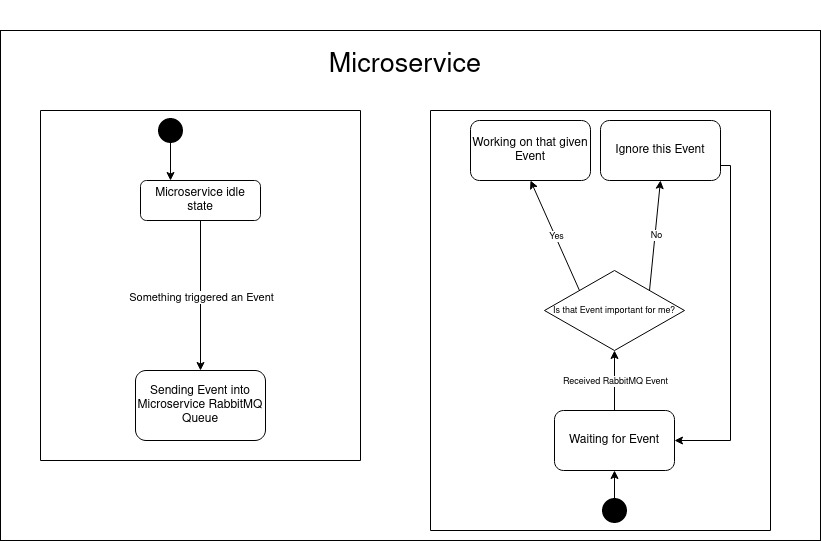 Microservice
Microservice idle
state
Something triggered an Event
Sending Event into
Microservice RabbitMQ
Queue
Working on that given
Event
Ignore this Event
Yes
No
Is that Event important for me?
Received RabbitMQ Event
Waiting for Event